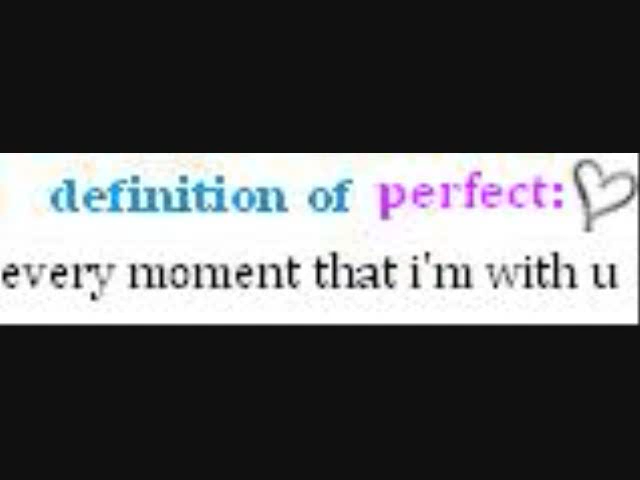 definition of perfect:
every moment that i'm with u